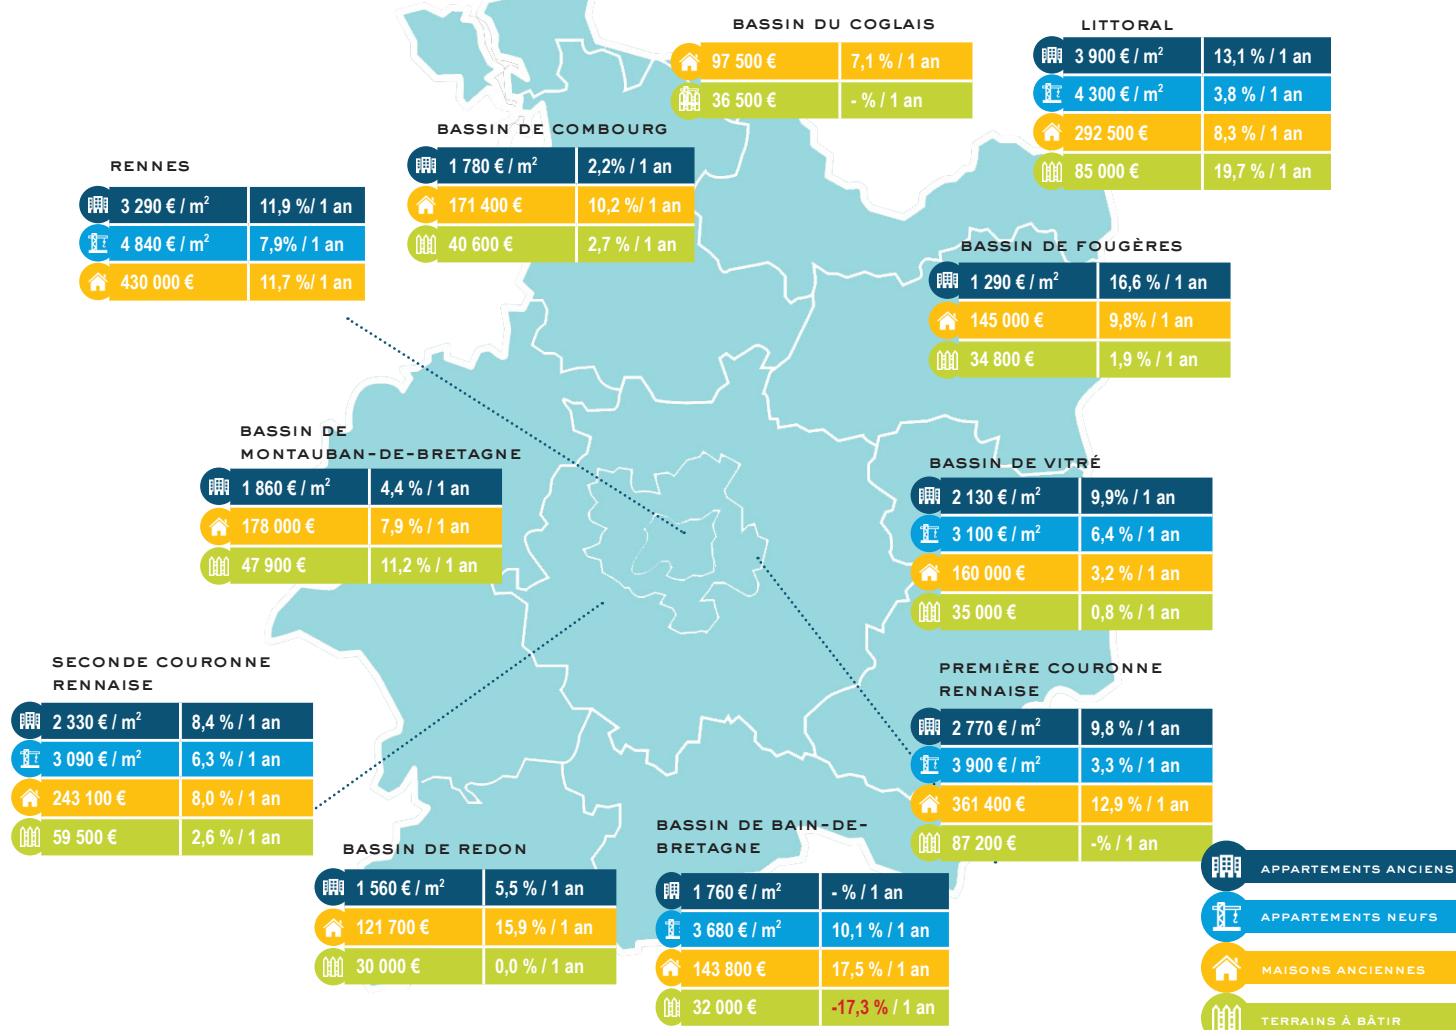 BASSIN DU COGLAIS
97 500 € 7,1 % / 1 an
36 500 € - % / 1 an
LITTORAL
3 900 € / m² 13,1 % / 1 an
4 300 € / m² 3,8 % / 1 an
292 500 € 8,3 % / 1 an
85 000 € 19,7 % / 1 an
BASSIN DE COMBOURG
1 780 € / m² 2,2% / 1 an
171 400 € 10,2 %/ 1 an
40 600 € 2,7 % / 1 an
RENNES
3 290 € / m² 11,9 %/ 1 an
4 840 € / m² 7,9% / 1 an
430 000 € 11,7 %/ 1 an
BASSIN DE FOUGÈRES
1 290 € / m² 16,6 % / 1 an
145 000 € 9,8% / 1 an
34 800 € 1,9 % / 1 an
BASSIN DE
MONTAUBAN-DE-BRETAGNE
1 860 € / m² 4,4 % / 1 an
178 000 € 7,9 % / 1 an
47 900 € 11,2 % / 1 an
BASSIN DE VITRÉ
2 130 € / m² 9,9% / 1 an
3 100 € / m² 6,4 % / 1 an
160 000 € 3,2 % / 1 an
35 000 € 0,8 % / 1 an
SECONDE COURONNE
RENNAISE
2 330 € / m² 8,4 % / 1 an
3 090 € / m² 6,3 % / 1 an
243 100 € 8,0 % / 1 an
59 500 € 2,6 % / 1 an
PREMIÈRE COURONNE
RENNAISE
2 770 € / m² 9,8 % / 1 an
3 900 € / m² 3,3 % / 1 an
361 400 € 12,9 % / 1 an
87 200 € -% / 1 an
BASSIN DE REDON
1 560 € / m² 5,5 % / 1 an
121 700 € 15,9 % / 1 an
30 000 € 0,0 % / 1 an
BASSIN DE BAIN-DE-
BRETAGNE
1 760 € / m² - % / 1 an
3 680 € / m² 10,1 % / 1 an
143 800 € 17,5 % / 1 an
32 000 € -17,3 % / 1 an
APPARTEMENTS ANCIENS
APPARTEMENTS NEUFS
MAISONS ANCIENNES
TERRAINS À BÂTIR